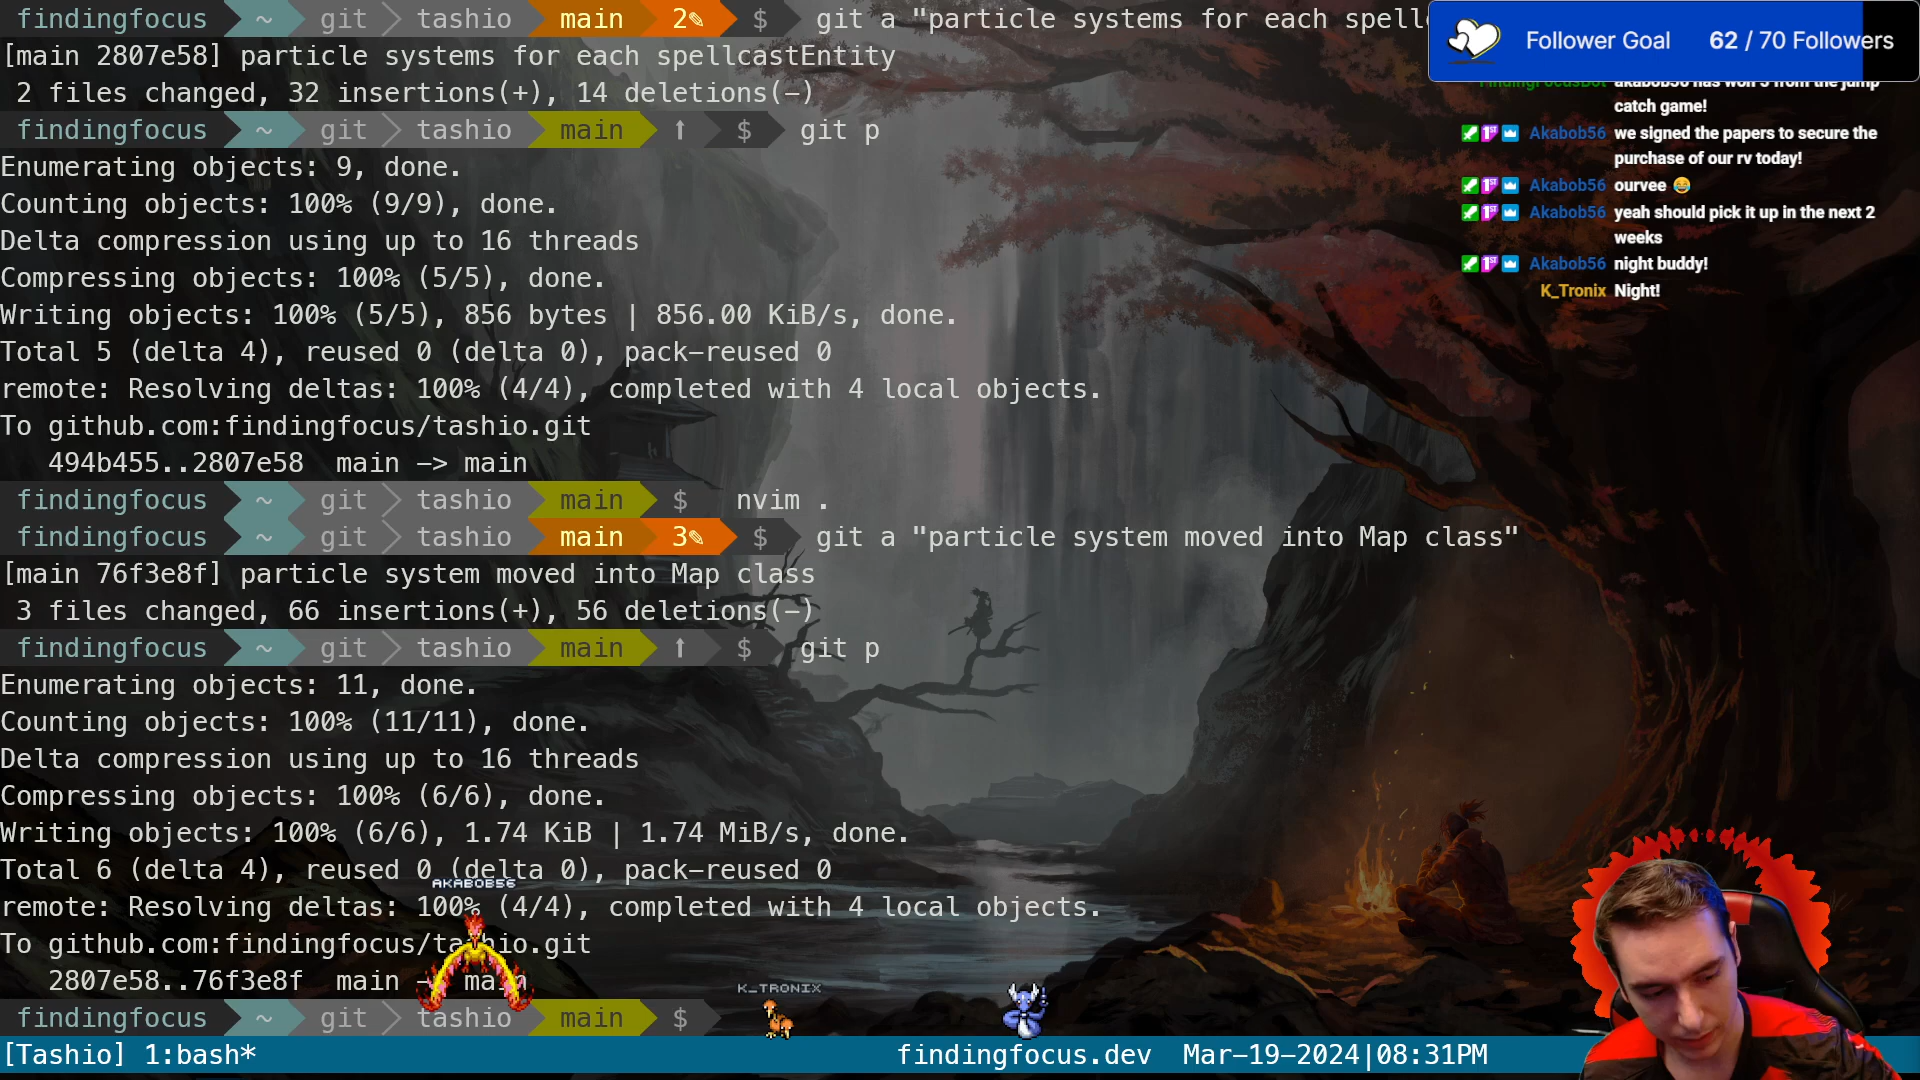 findingfocus ~ git tashio main 2✎ $ git a "particle systems for each spell
[main 2807e58] particle systems for each spellcastEntity
2 files changed, 32 insertions(+), 14 deletions(-)
findingfocus ~ git tashio main ↑ $ git p
Enumerating objects: 9, done.
Counting objects: 100% (9/9), done.
Delta compression using up to 16 threads
Compressing objects: 100% (5/5), done.
Writing objects: 100% (5/5), 856 bytes | 856.00 KiB/s, done.
Total 5 (delta 4), reused 0 (delta 0), pack-reused 0
remote: Resolving deltas: 100% (4/4), completed with 4 local objects.
To github.com:findingfocus/tashio.git
494b455..2807e58 main -> main
findingfocus ~ git tashio main $ nvim .
findingfocus ~ git tashio main 3✎ $ git a "particle system moved into Map class"
[main 76f3e8f] particle system moved into Map class
3 files changed, 66 insertions(+), 56 deletions(-)
findingfocus ~ git tashio main ↑ $ git p
Enumerating objects: 11, done.
Counting objects: 100% (11/11), done.
Delta compression using up to 16 threads
Compressing objects: 100% (6/6), done.
Writing objects: 100% (6/6), 1.74 KiB | 1.74 MiB/s, done.
Total 6 (delta 4), reused 0 (delta 0), pack-reused 0
remote: Resolving deltas: 100% (4/4), completed with 4 local objects.
To github.com:findingfocus/tashio.git
2807e58..76f3e8f main -> main
findingfocus ~ git tashio main $
[Tashio] 1:bash* findingfocus.dev Mar-19-2024|08:31PM
Follower Goal 62 / 70 Followers
FindingFocusBot akabob56 has won 5 from the jump
catch game!
Akabob56 we signed the papers to secure the
purchase of our rv today!
Akabob56 ourvee 😂
Akabob56 yeah should pick it up in the next 2
weeks
Akabob56 night buddy!
K_Tronix Night!
AKABOB56
K_TRONIX